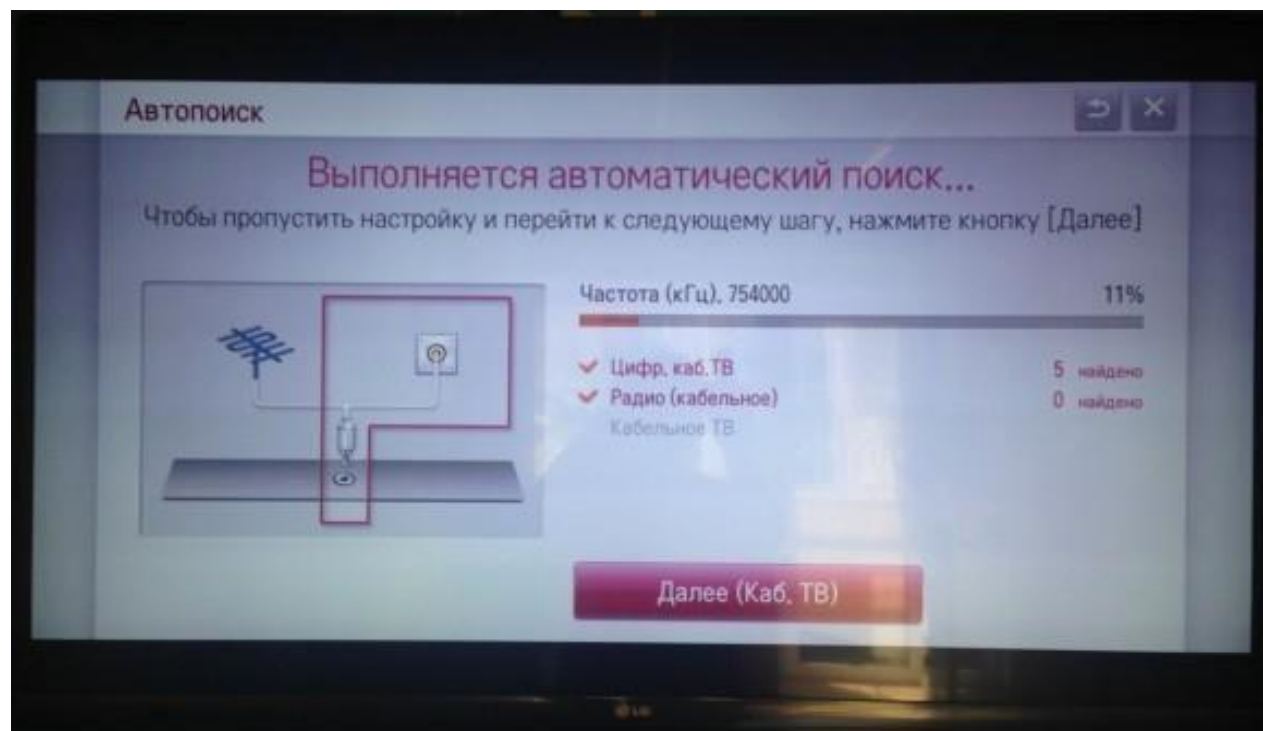 Автопоиск
Выполняется автоматический поиск...
Чтобы пропустить настройку и перейти к следующему шагу, нажмите кнопку [Далее]
Частота (кГц), 754000 11%
Цифр, каб.ТВ 5 найдено
Радио (кабельное) 0 найдено
Кабельное ТВ
Далее (Каб. ТВ)
LG